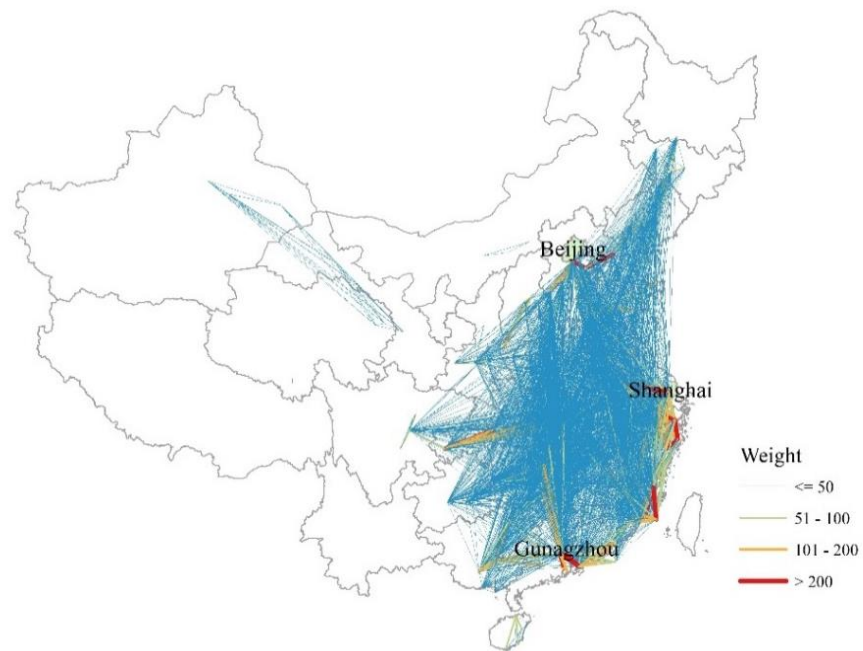 Beijing
Shanghai
Weight
<= 50
51 - 100
101 - 200
> 200
Gunagzhou